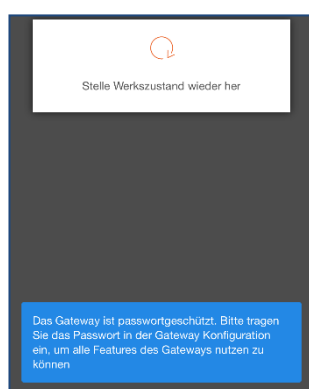 Stelle Werkszustand wieder her
Das Gateway ist passwortgeschützt. Bitte tragen
Sie das Passwort in der Gateway Konfiguration
ein, um alle Features des Gateways nutzen zu
können